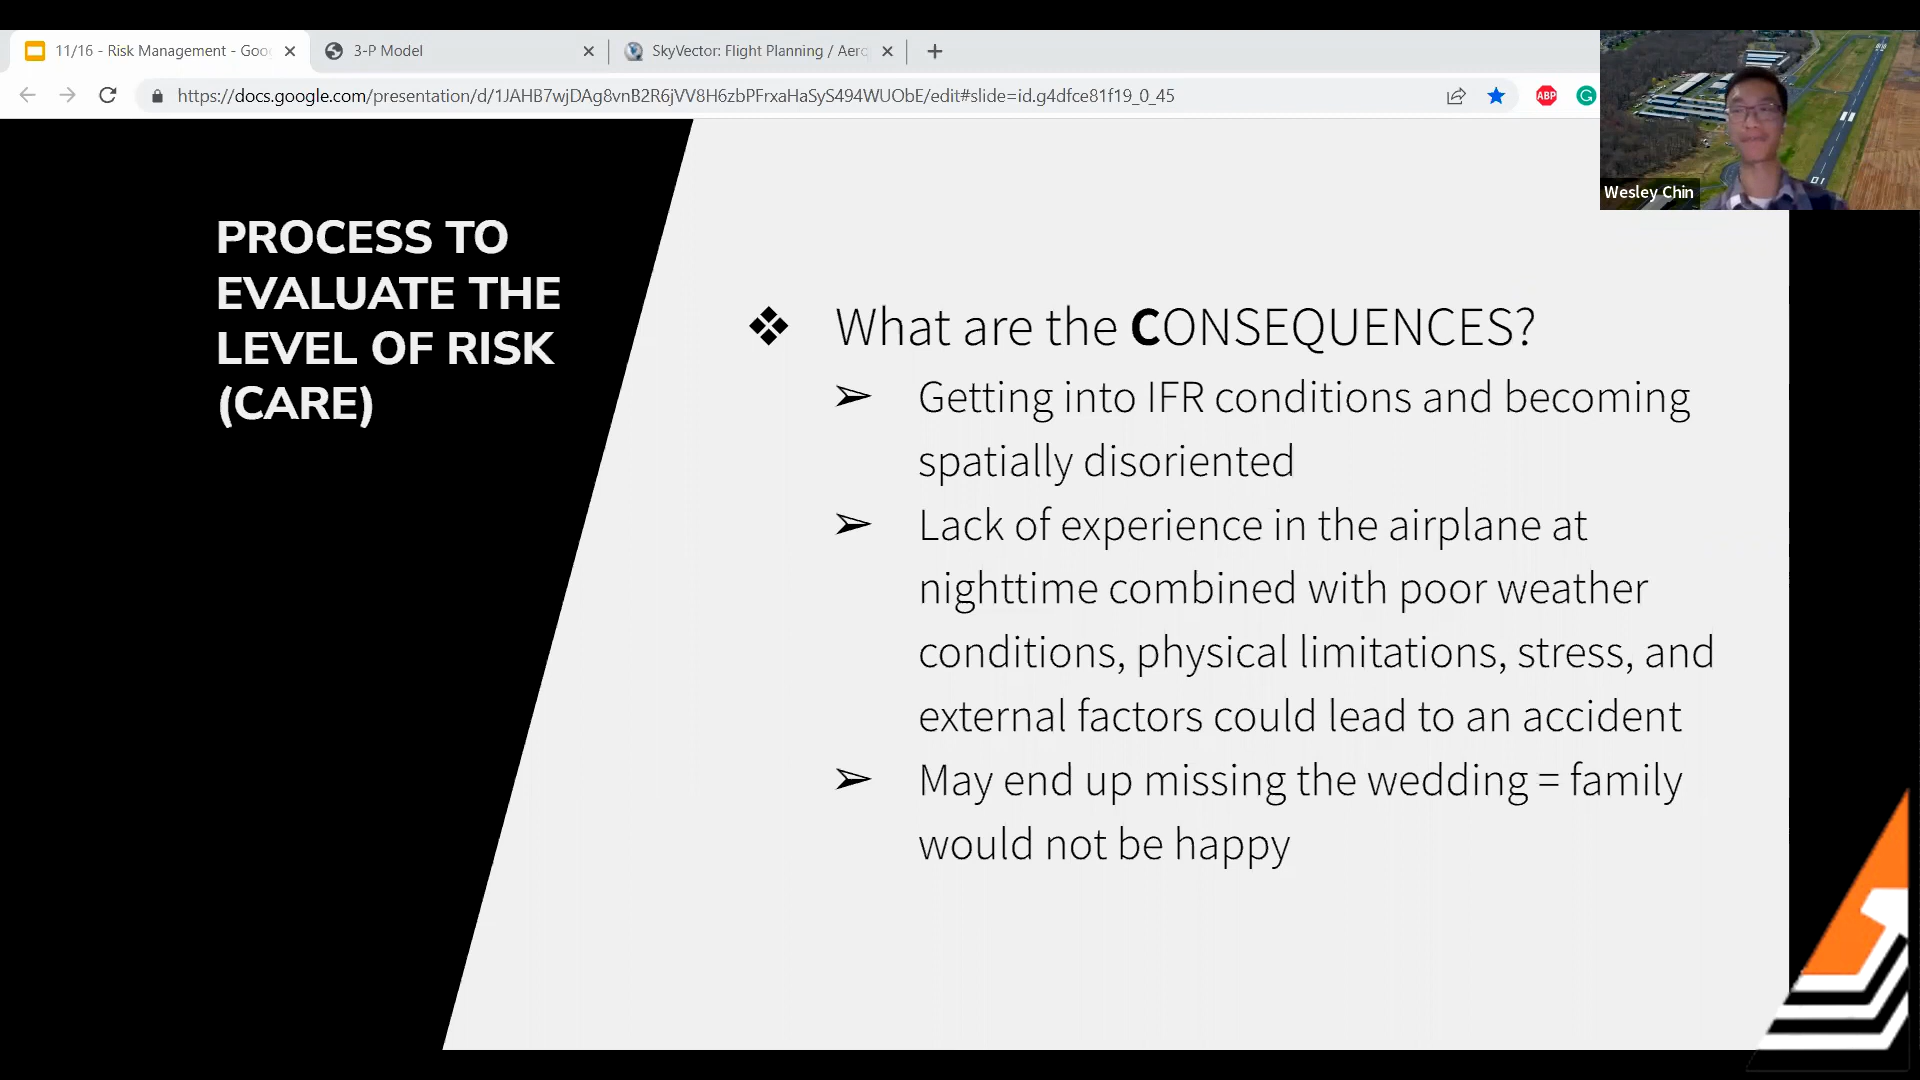 11/16 - Risk Management - Goo
3-P Model
SkyVector: Flight Planning / Aero
https://docs.google.com/presentation/d/1JAHB7wjDAg8vnB2R6jVV8H6zbPFrxaHaSyS494WUObE/edit#slide=id.g4dfce81f19_0_45
ABP
G
01
Wesley Chin
PROCESS TO
EVALUATE THE
LEVEL OF RISK
(CARE)
❖ What are the CONSEQUENCES?
➢ Getting into IFR conditions and becoming
spatially disoriented
➢ Lack of experience in the airplane at
nighttime combined with poor weather
conditions, physical limitations, stress, and
external factors could lead to an accident
➢ May end up missing the wedding = family
would not be happy